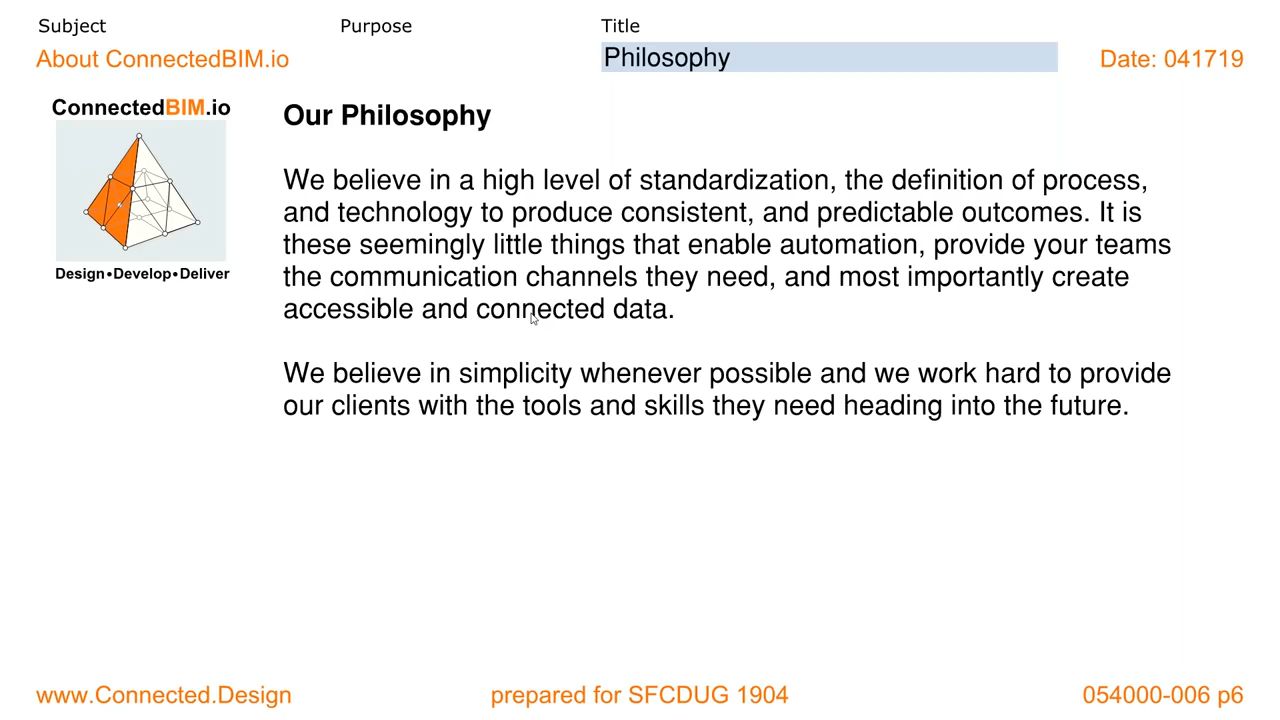 Subject Purpose Title
About ConnectedBIM.io Philosophy Date: 041719
ConnectedBIM.io
Design•Develop•Deliver
Our Philosophy
We believe in a high level of standardization, the definition of process,
and technology to produce consistent, and predictable outcomes. It is
these seemingly little things that enable automation, provide your teams
the communication channels they need, and most importantly create
accessible and connected data.
We believe in simplicity whenever possible and we work hard to provide
our clients with the tools and skills they need heading into the future.
www.Connected.Design prepared for SFCDUG 1904 054000-006 p6